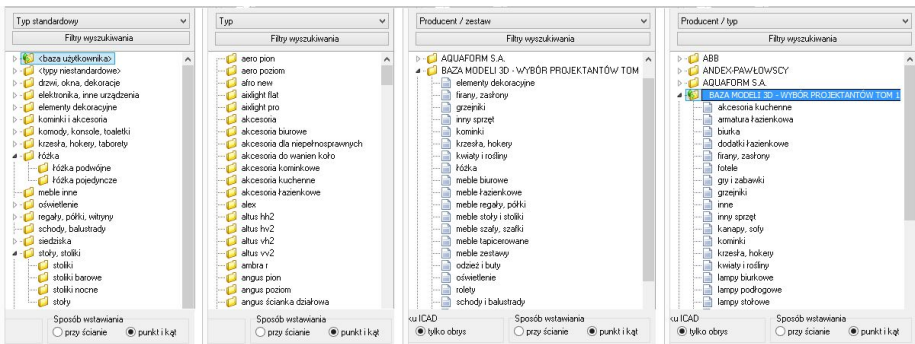 Typ standardowy
Filtry wyszukiwania
<baza użytkownika>
<typy niestandardowe>
drzwi, okna, dekoracje
elektronika, inne urządzenia
elementy dekoracyjne
kominki i akcesoria
komody, konsole, toaletki
krzesła, hokery, taborety
łóżka
łóżka podwójne
łóżka pojedyncze
meble inne
oświetlenie
regały, półki, witryny
schody, balustrady
siedziska
stoły, stoliki
stoliki
stoliki barowe
stoliki nocne
stoły
Sposób wstawiania
przy ścianie
punkt i kąt
Typ
Filtry wyszukiwania
aero pion
aero poziom
afro new
aixlight flat
aixlight pro
akcesoria
akcesoria biurowe
akcesoria dla niepełnosprawnych
akcesoria do wanien koło
akcesoria kominkowe
akcesoria kuchenne
akcesoria łazienkowe
alex
altus hh2
altus hv2
altus vh2
altus vv2
ambra r
angus pion
angus poziom
angus ścianka działowa
Sposób wstawiania
przy ścianie
punkt i kąt
Producent / zestaw
Filtry wyszukiwania
AQUAFORM S.A.
BAZA MODELI 3D - WYBÓR PROJEKTANTÓW TOM
elementy dekoracyjne
firany, zasłony
grzejniki
inny sprzęt
kominki
krzesła, hokery
kwiaty i rośliny
łóżka
meble biurowe
meble łazienkowe
meble regały, półki
meble stoły i stoliki
meble szafy, szafki
meble tapicerowane
meble zestawy
odzież i buty
oświetlenie
rolety
schody i balustrady
ku ICAD
tylko obrys
Sposób wstawiania
przy ścianie
punkt i kąt
Producent / typ
Filtry wyszukiwania
ABB
ANDEX-PAWŁOWSCY
AQUAFORM S.A.
BAZA MODELI 3D - WYBÓR PROJEKTANTÓW TOM 1
akcesoria kuchenne
armatura łazienkowa
biurka
dodatki łazienkowe
firany, zasłony
fotele
gry i zabawki
grzejniki
inne
inny sprzęt
kanapy, sofy
kominki
krzesła, hokery
kwiaty i rośliny
lampy biurkowe
lampy podłogowe
lampy stołowe
ku ICAD
tylko obrys
Sposób wstawiania
przy ścianie
punkt i kąt